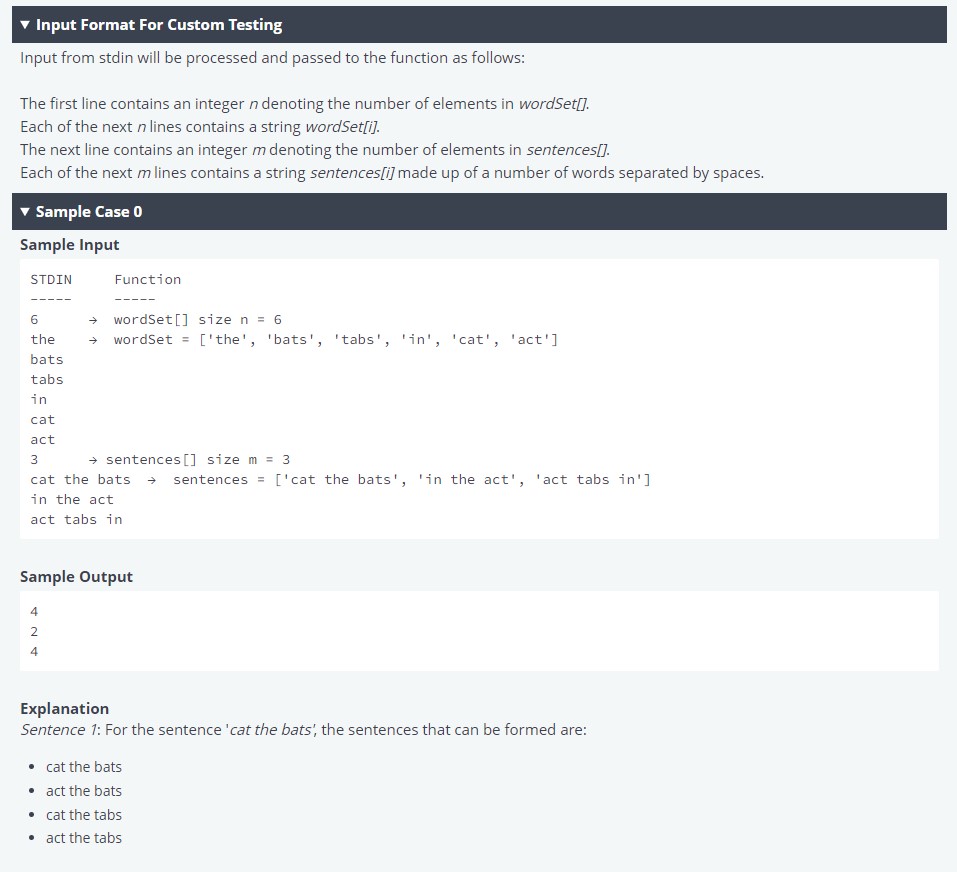 ▼ Input Format For Custom Testing
Input from stdin will be processed and passed to the function as follows:
The first line contains an integer n denoting the number of elements in wordSet[].
Each of the next n lines contains a string wordSet[i].
The next line contains an integer m denoting the number of elements in sentences[].
Each of the next m lines contains a string sentences[i] made up of a number of words separated by spaces.
▼ Sample Case 0
Sample Input
STDIN     Function
-----     -----
6      → wordSet[] size n = 6
the    → wordSet = ['the', 'bats', 'tabs', 'in', 'cat', 'act']
bats
tabs
in
cat
act
3      → sentences[] size m = 3
cat the bats  →  sentences = ['cat the bats', 'in the act', 'act tabs in']
in the act
act tabs in
Sample Output
4
2
4
Explanation
Sentence 1: For the sentence 'cat the bats', the sentences that can be formed are:
• cat the bats
• act the bats
• cat the tabs
• act the tabs